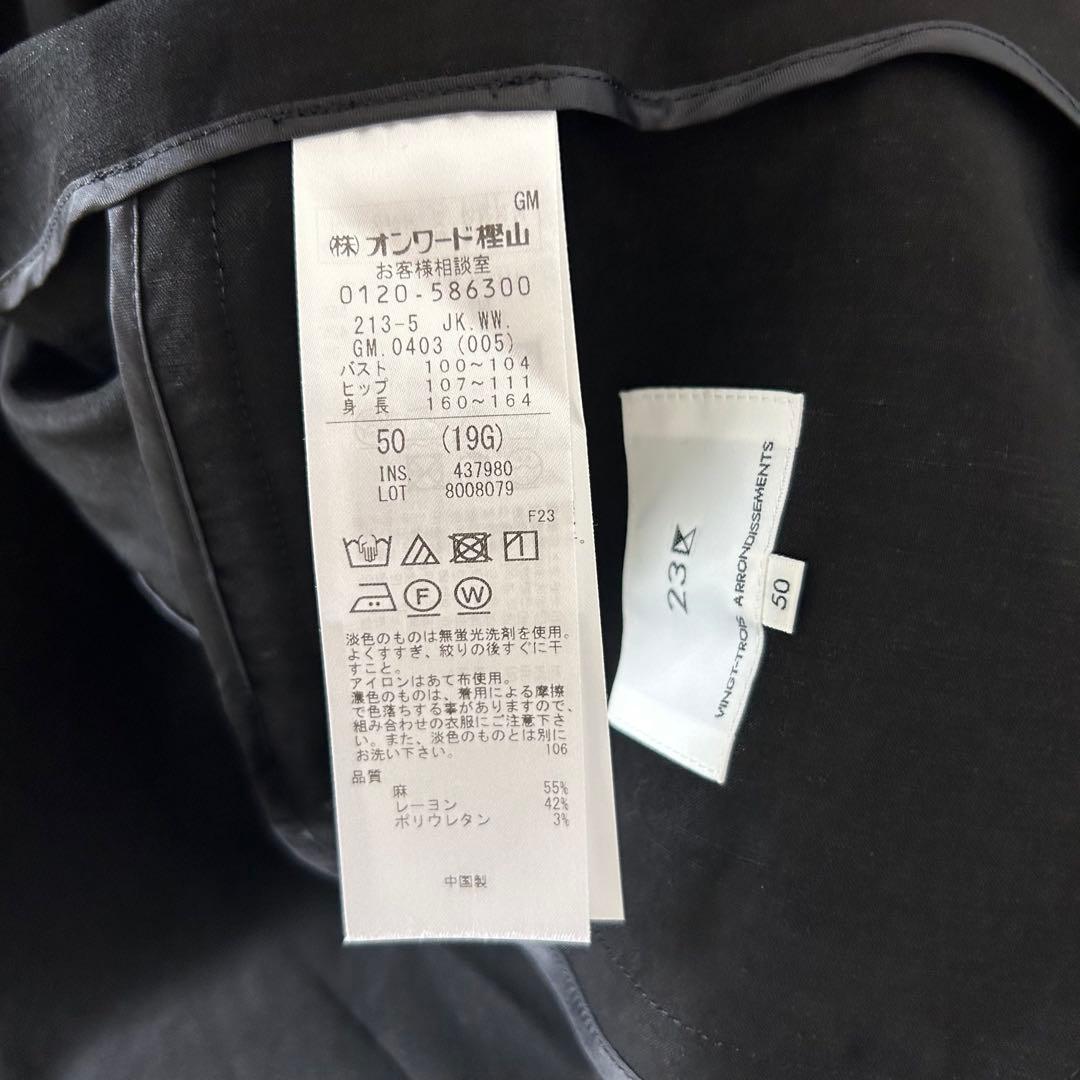 GM
㈱オンワード樫山
お客様相談室
0120-586300
213-5 JK.WW.
GM.0403 (005)
バスト 100～104
ヒップ 107～111
身長 160～164
50 (19G)
INS. 437980
LOT 8008079
F23
F W
淡色のものは無蛍光洗剤を使用。
よくすすぎ、絞りの後すぐに干
すこと。
アイロンはあて布使用。
濃色のものは、着用による摩擦
で色落ちする事がありますので、
組み合わせの衣服にご注意下さ
い。また、淡色のものとは別に
お洗い下さい。 106
品質
麻 55%
レーヨン 42%
ポリウレタン 3%
中国製
23区
VINGT-TROIS ARRONDISSEMENTS
50